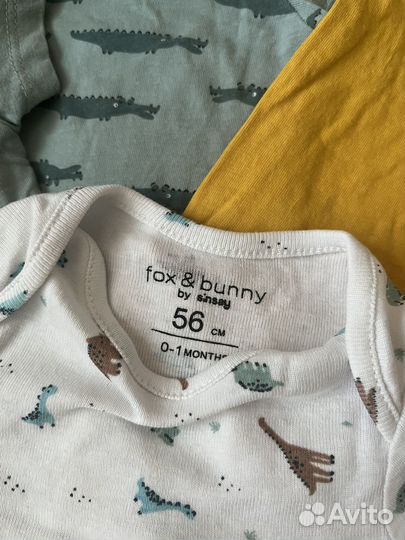 fox & bunny
by sinsay
56 CM
0-1 MONTHS
Avito